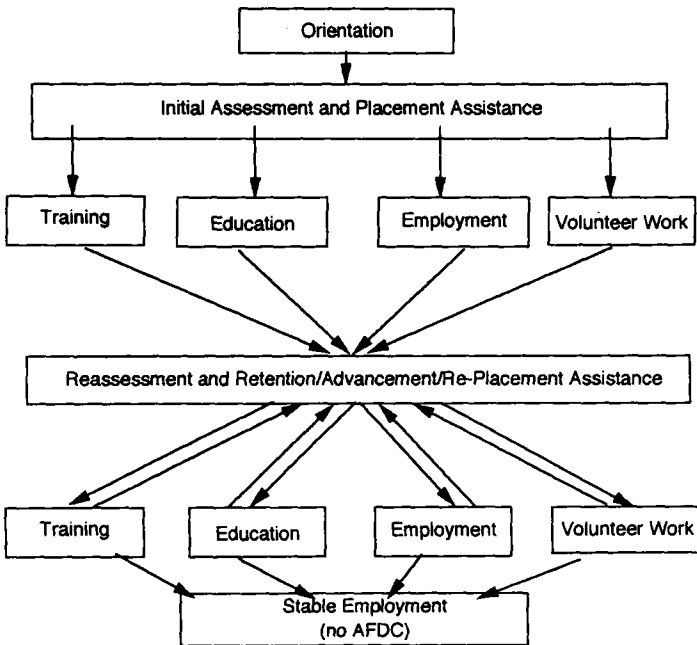 Orientation
Initial Assessment and Placement Assistance
Training
Education
Employment
Volunteer Work
Reassessment and Retention/Advancement/Re-Placement Assistance
Training
Education
Employment
Volunteer Work
Stable Employment
(no AFDC)